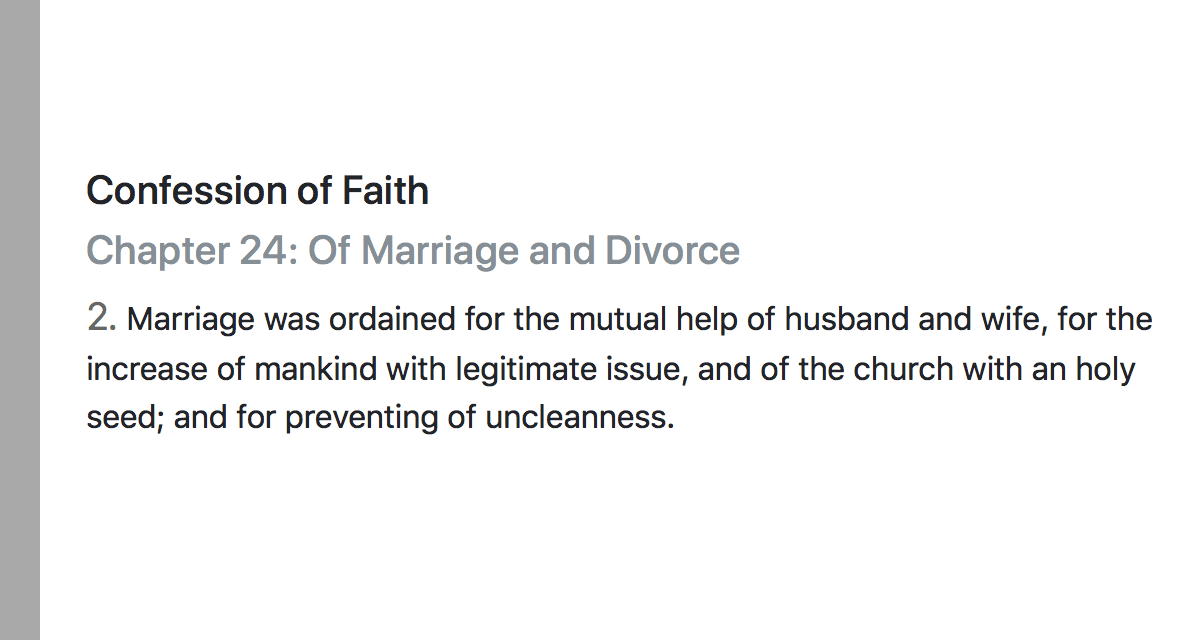 Confession of Faith
Chapter 24: Of Marriage and Divorce
2. Marriage was ordained for the mutual help of husband and wife, for the
increase of mankind with legitimate issue, and of the church with an holy
seed; and for preventing of uncleanness.